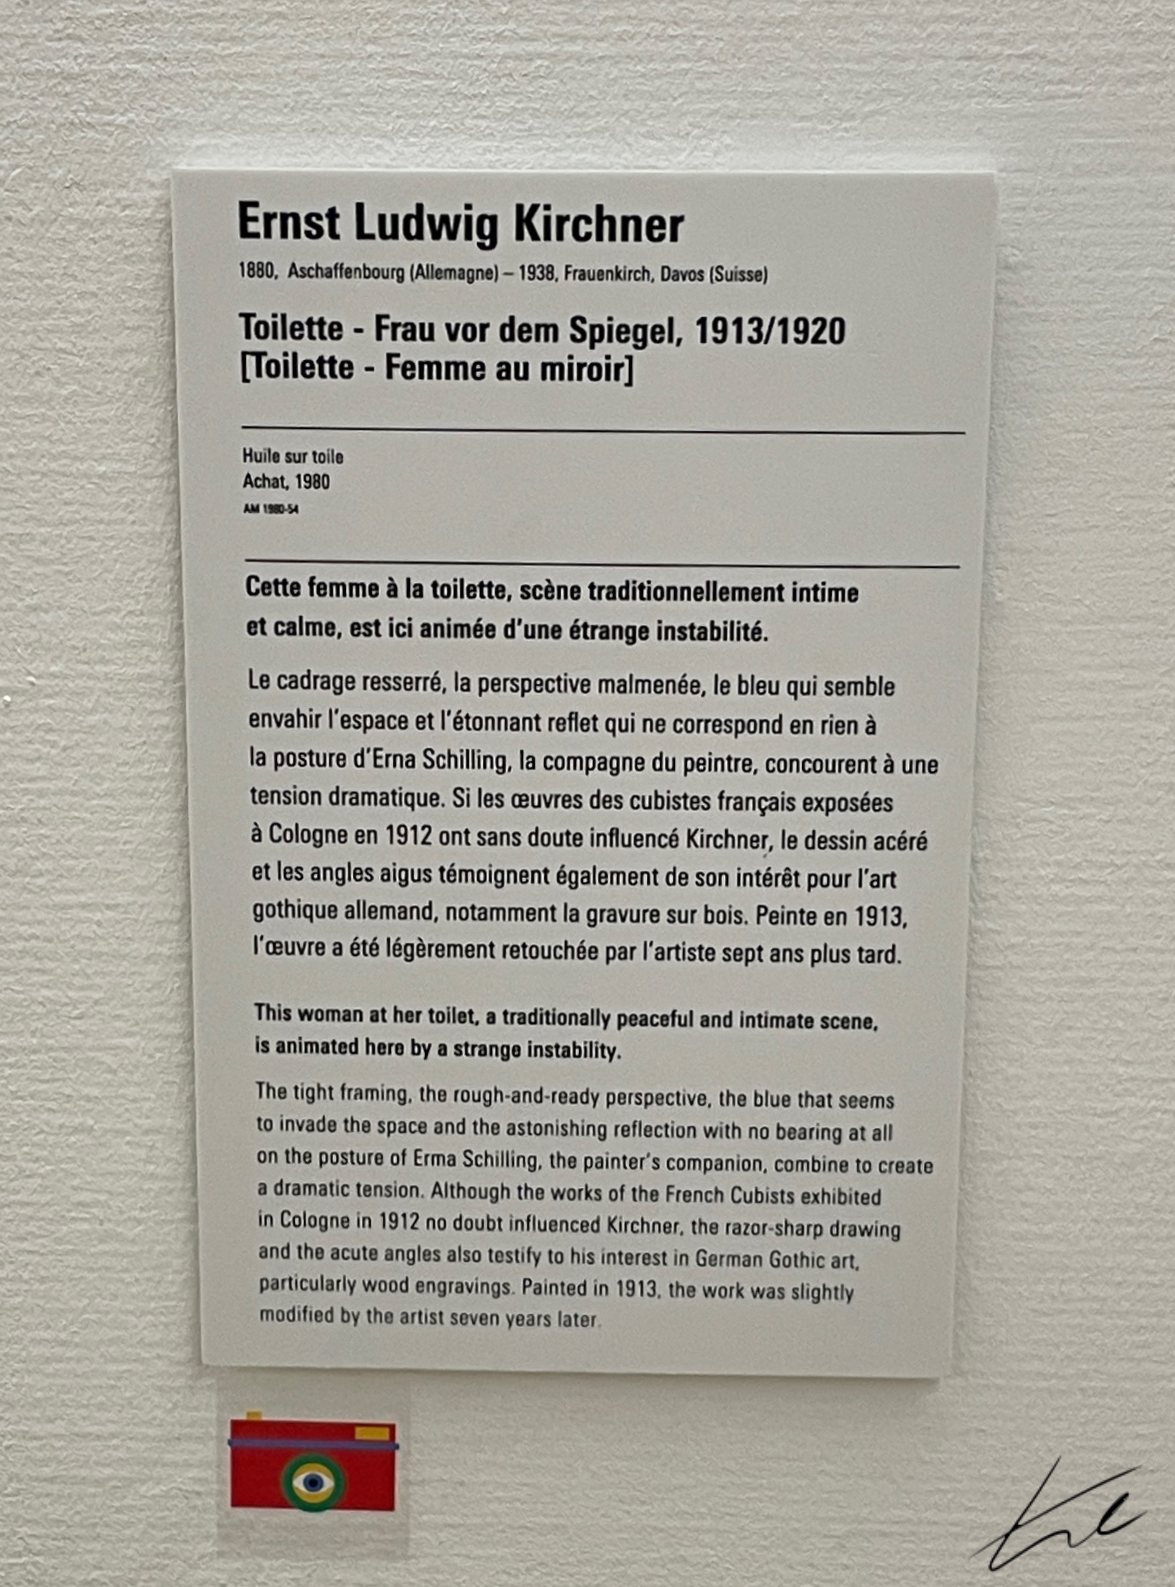 Ernst Ludwig Kirchner
1880, Aschaffenbourg (Allemagne) – 1938, Frauenkirch, Davos (Suisse)
Toilette - Frau vor dem Spiegel, 1913/1920
[Toilette - Femme au miroir]
Huile sur toile
Achat, 1980
AM 1980-54
Cette femme à la toilette, scène traditionnellement intime
et calme, est ici animée d'une étrange instabilité.
Le cadrage resserré, la perspective malmenée, le bleu qui semble
envahir l'espace et l'étonnant reflet qui ne correspond en rien à
la posture d'Erna Schilling, la compagne du peintre, concourent à une
tension dramatique. Si les œuvres des cubistes français exposées
à Cologne en 1912 ont sans doute influencé Kirchner, le dessin acéré
et les angles aigus témoignent également de son intérêt pour l'art
gothique allemand, notamment la gravure sur bois. Peinte en 1913,
l'œuvre a été légèrement retouchée par l'artiste sept ans plus tard.
This woman at her toilet, a traditionally peaceful and intimate scene,
is animated here by a strange instability.
The tight framing, the rough-and-ready perspective, the blue that seems
to invade the space and the astonishing reflection with no bearing at all
on the posture of Erma Schilling, the painter's companion, combine to create
a dramatic tension. Although the works of the French Cubists exhibited
in Cologne in 1912 no doubt influenced Kirchner, the razor-sharp drawing
and the acute angles also testify to his interest in German Gothic art,
particularly wood engravings. Painted in 1913, the work was slightly
modified by the artist seven years later.